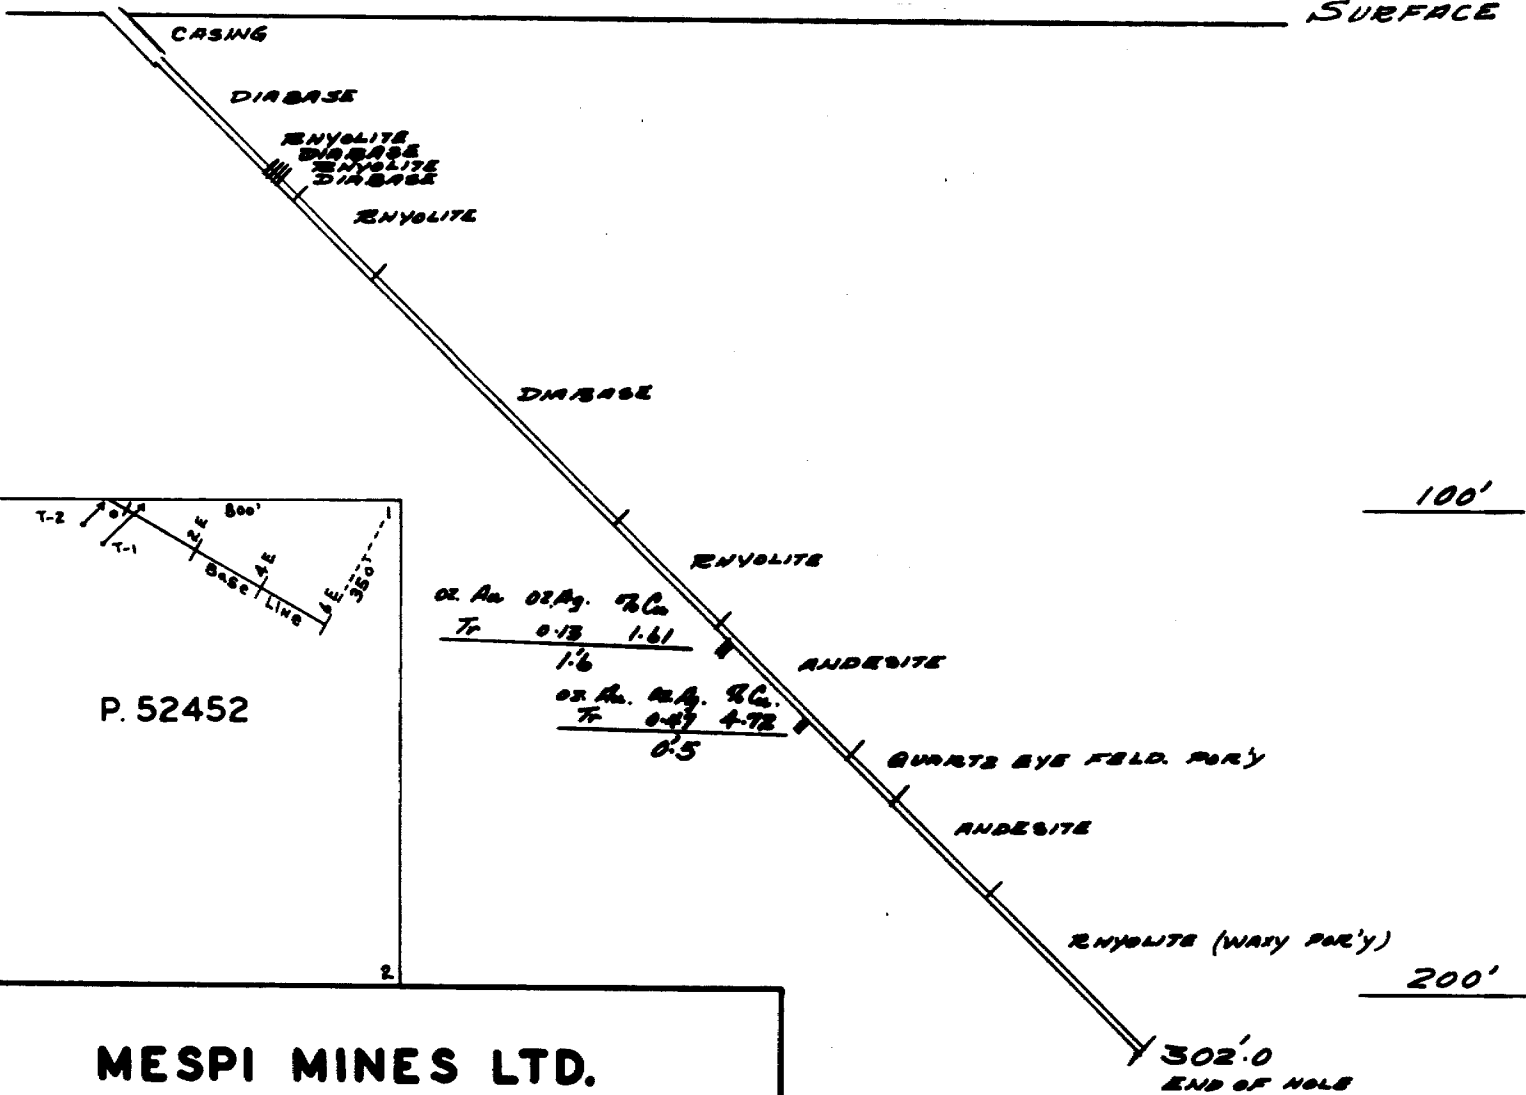 SURFACE
CASING
DIABASE
RHYOLITE
DIABASE
RHYOLITE
DIABASE
RHYOLITE
DIABASE
100'
RHYOLITE
oz. Au oz. Ag. % Cu
Tr 0.13 1.61
1.'6
ANDESITE
oz. Au. oz. Ag. % Cu.
Tr 0.47 4.72
0.'5
QUARTZ EYE FELD. POR'Y
ANDESITE
RHYOLITE (WAXY POR'Y)
200'
302'.0
END OF HOLE
T-2
T-1
0
800'
1
2E
4E
6E
Base Line
350'
P. 52452
2
MESPI MINES LTD.